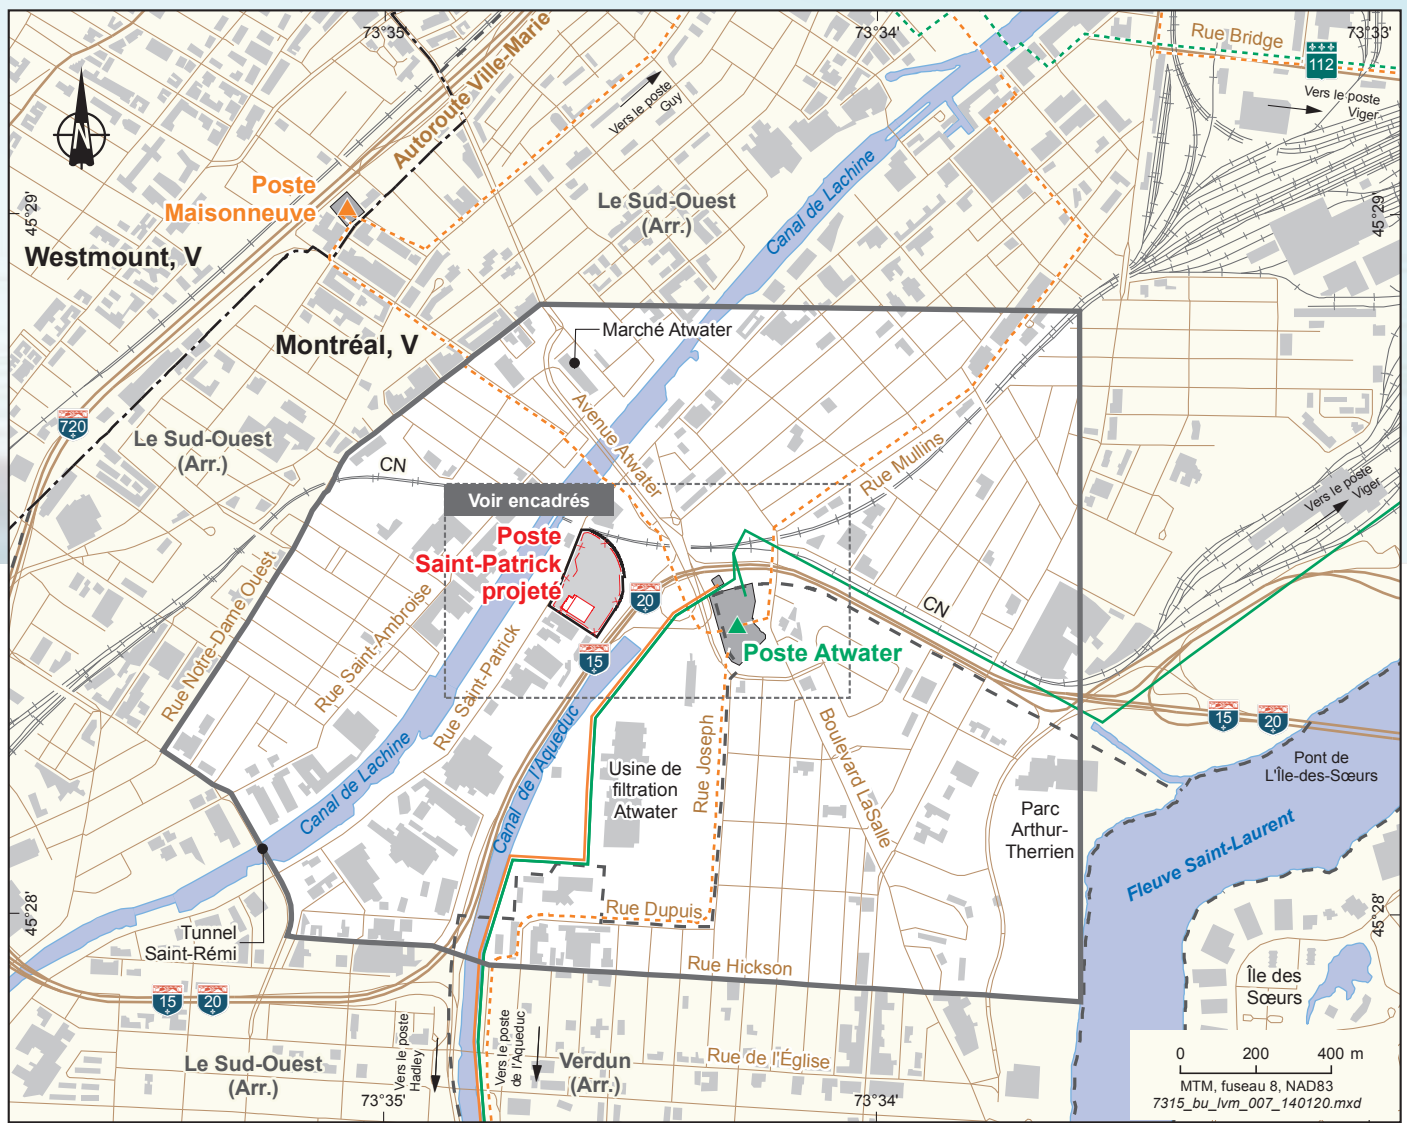 73°35'
73°34'
73°33'
Rue Bridge
112
Vers le poste
Viger
Autoroute Ville-Marie
Vers le poste
Guy
N
Canal de Lachine
Poste
Maisonneuve
45°29'
45°29'
Le Sud-Ouest
(Arr.)
Westmount, V
Montréal, V
Marché Atwater
720
Le Sud-Ouest
(Arr.)
CN
Avenue Atwater
Rue Mullins
Vers le poste
Viger
Voir encadrés
Poste
Saint-Patrick
projeté
20
15
CN
Poste Atwater
Rue Notre-Dame Ouest
Rue Saint-Ambroise
Rue Saint-Patrick
Canal de Lachine
Canal de l'Aqueduc
Usine de
filtration
Atwater
Rue Joseph
Boulevard LaSalle
15
20
Pont de
L'Île-des-Sœurs
Parc
Arthur-
Therrien
Fleuve Saint-Laurent
45°28'
45°28'
Tunnel
Saint-Rémi
Rue Dupuis
Rue Hickson
Île des
Sœurs
15
20
Le Sud-Ouest
(Arr.)
Vers le poste
Hadley
Vers le poste
de l'Aqueduc
Verdun
(Arr.)
Rue de l'Église
0 200 400 m
MTM, fuseau 8, NAD83
7315_bu_lvm_007_140120.mxd
73°35'
73°34'